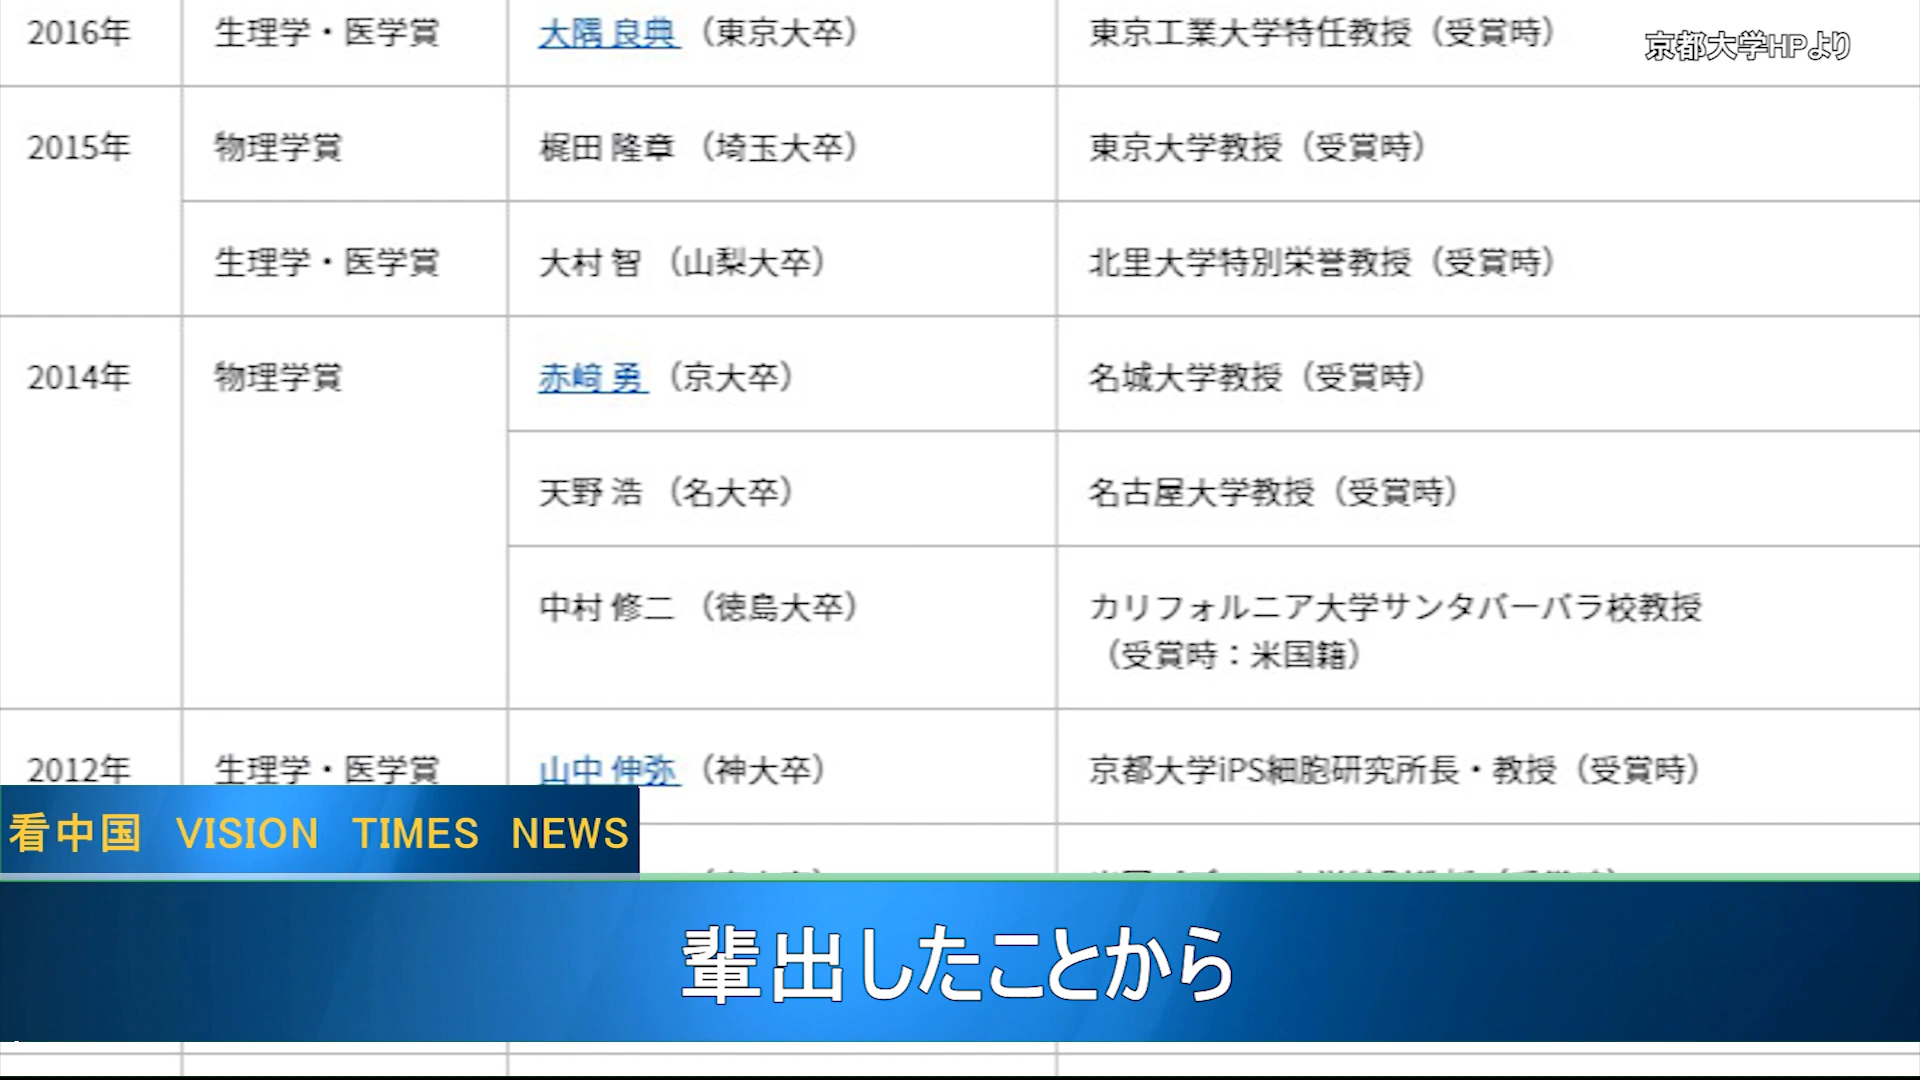 2016年 生理学・医学賞 大隅 良典 （東京大卒） 東京工業大学特任教授（受賞時）
京都大学HPより
2015年 物理学賞 梶田 隆章 （埼玉大卒） 東京大学教授（受賞時）
生理学・医学賞 大村 智 （山梨大卒） 北里大学特別栄誉教授（受賞時）
2014年 物理学賞 赤﨑 勇 （京大卒） 名城大学教授（受賞時）
天野 浩 （名大卒） 名古屋大学教授（受賞時）
中村 修二 （徳島大卒） カリフォルニア大学サンタバーバラ校教授
（受賞時：米国籍）
2012年 生理学・医学賞 山中 伸弥 （神大卒） 京都大学iPS細胞研究所長・教授（受賞時）
看中国 VISION TIMES NEWS
輩出したことから